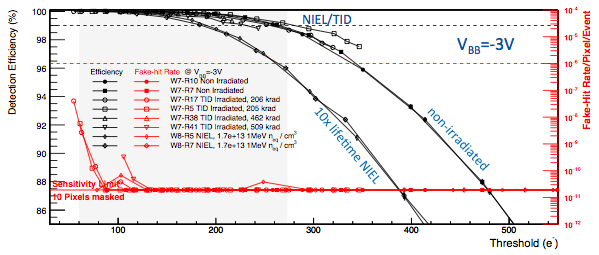 NIEL/TID
V_BB=-3V
Detection Efficiency (%)
100
98
96
94
92
90
88
86
Efficiency Fake-hit Rate @ V_BB=-3V
W7-R10 Non Irradiated
W7-R7 Non Irradiated
W7-R17 TID Irradiated, 206 krad
W7-R5 TID Irradiated, 205 krad
W7-R38 TID Irradiated, 462 krad
W7-R41 TID Irradiated, 509 krad
W8-R5 NIEL, 1.7e+13 1MeV n_eq / cm²
W8-R7 NIEL, 1.7e+13 1MeV n_eq / cm²
10x lifetime NIEL
non-irradiated
Sensitivity Limit
10 Pixels masked
100 200 300 400 500
Threshold (e⁻)
10⁻⁴
10⁻⁵
10⁻⁶
10⁻⁷
10⁻⁸
10⁻⁹
10⁻¹⁰
10⁻¹¹
10⁻¹²
Fake-Hit Rate/Pixel/Event